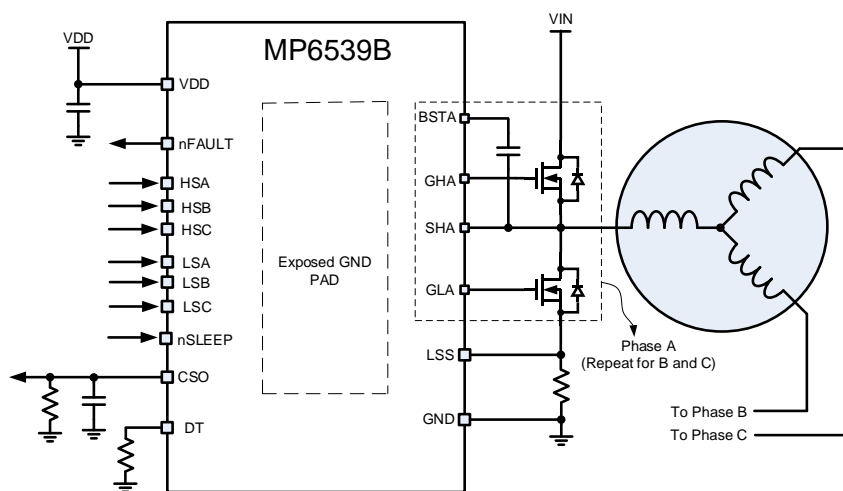 VDD
VIN
MP6539B
VDD
nFAULT
HSA
HSB
HSC
LSA
LSB
LSC
nSLEEP
CSO
DT
Exposed GND
PAD
BSTA
GHA
SHA
GLA
LSS
GND
Phase A
(Repeat for B and C)
To Phase B
To Phase C